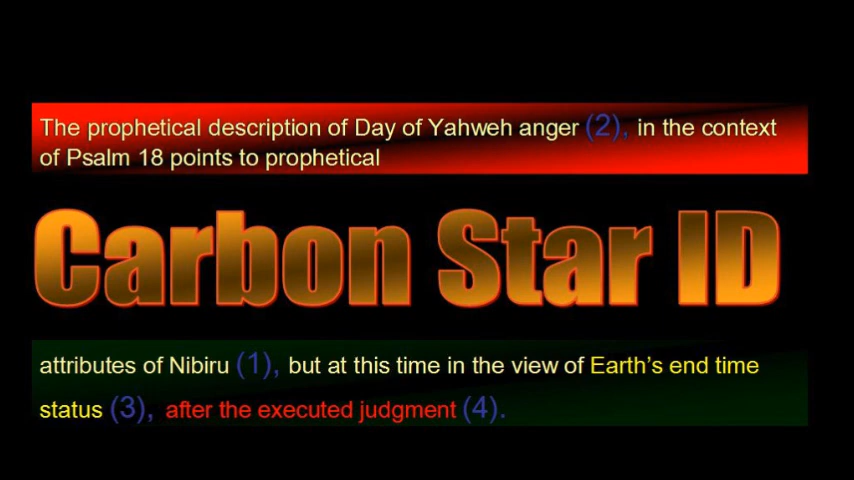 The prophetical description of Day of Yahweh anger (2), in the context
of Psalm 18 points to prophetical
Carbon Star ID
attributes of Nibiru (1), but at this time in the view of Earth's end time
status (3), after the executed judgment (4).